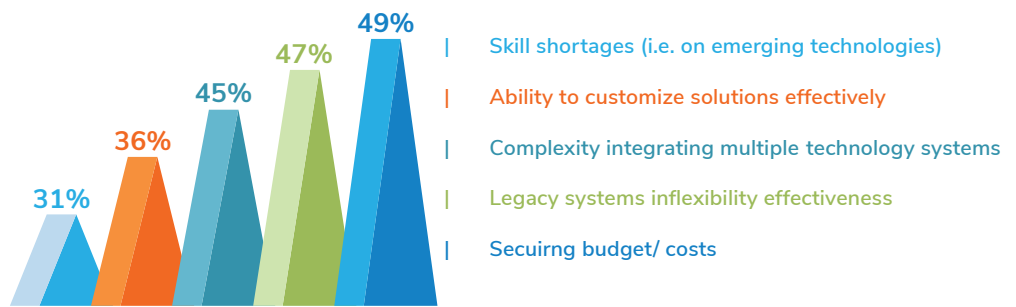 49%
47%
45%
36%
31%
| Skill shortages (i.e. on emerging technologies)
| Ability to customize solutions effectively
| Complexity integrating multiple technology systems
| Legacy systems inflexibility effectiveness
| Secuirng budget/ costs